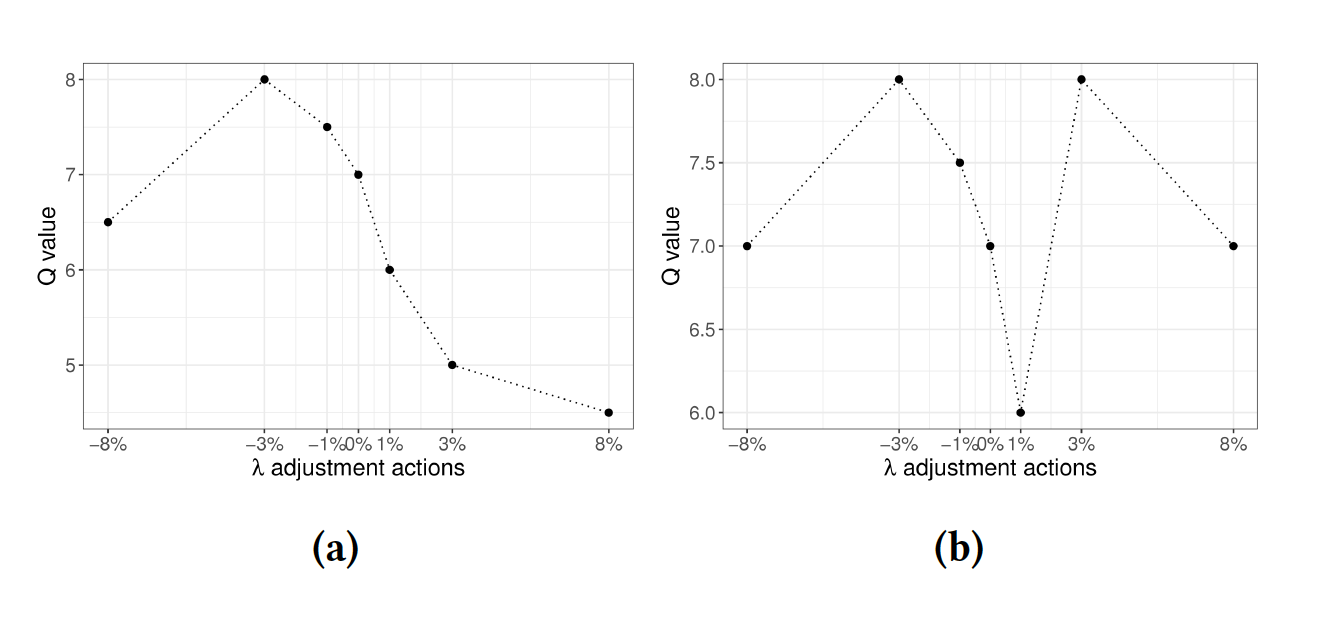 8
7
6
5
Q value
−8% −3% −1% 0% 1% 3% 8%
λ adjustment actions
(a)
8.0
7.5
7.0
6.5
6.0
Q value
−8% −3% −1% 0% 1% 3% 8%
λ adjustment actions
(b)